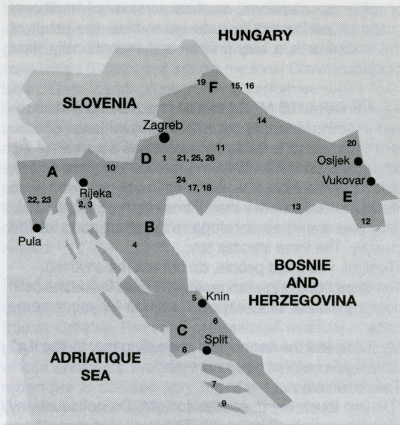 HUNGARY
19 F 15, 16
SLOVENIA
14
Zagreb
11
20
D 1 21, 25, 26
Osijek
A 10
24
Vukovar
Rijeka
17, 18
E
22, 23
2, 3
13
12
Pula
B
4
BOSNIE
AND
HERZEGOVINA
5 Knin
C 6
Split
6
ADRIATIQUE
SEA
7
9